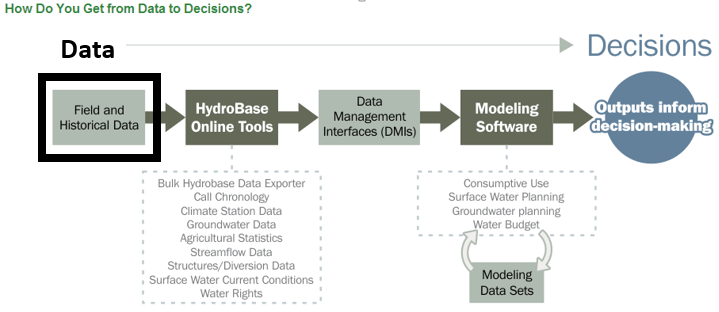 How Do You Get from Data to Decisions?
Data
Decisions
Field and
Historical Data
HydroBase
Online Tools
Data
Management
Interfaces (DMIs)
Modeling
Software
Outputs inform
decision-making
Bulk Hydrobase Data Exporter
Call Chronology
Climate Station Data
Groundwater Data
Agricultural Statistics
Streamflow Data
Structures/Diversion Data
Surface Water Current Conditions
Water Rights
Consumptive Use
Surface Water Planning
Groundwater planning
Water Budget
Modeling
Data Sets